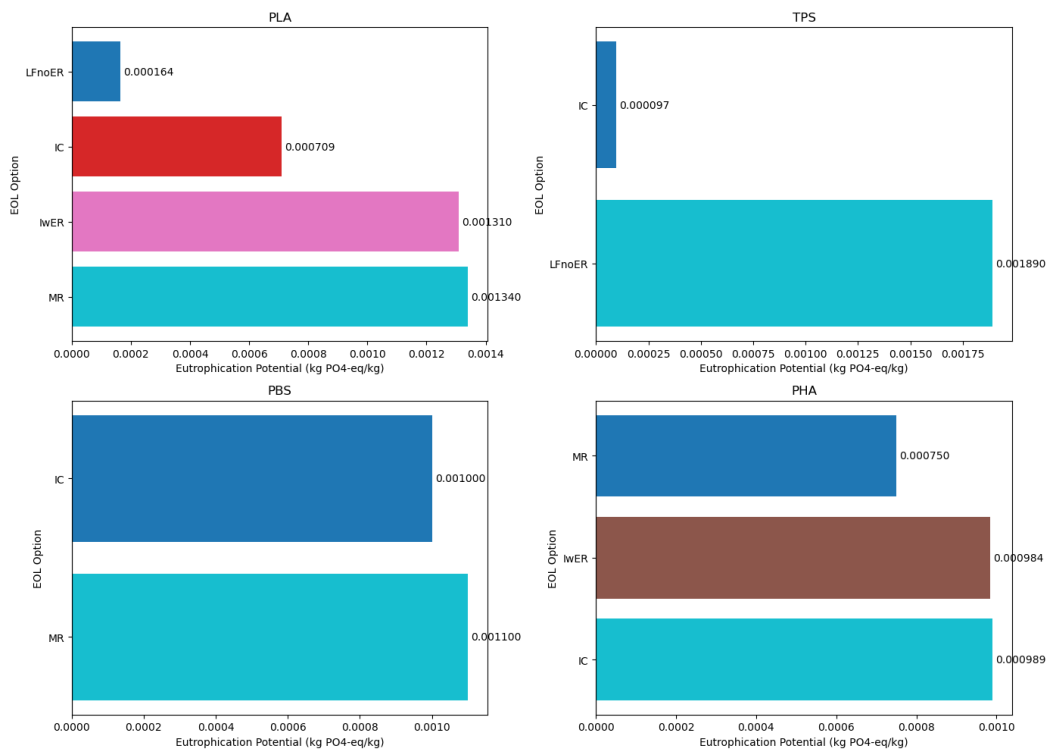 PLA
EOL Option
LFnoER
0.000164
IC
0.000709
IwER
0.001310
MR
0.001340
0.0000 0.0002 0.0004 0.0006 0.0008 0.0010 0.0012 0.0014
Eutrophication Potential (kg PO4-eq/kg)
TPS
EOL Option
IC
0.000097
LFnoER
0.001890
0.00000 0.00025 0.00050 0.00075 0.00100 0.00125 0.00150 0.00175
Eutrophication Potential (kg PO4-eq/kg)
PBS
EOL Option
IC
0.001000
MR
0.001100
0.0000 0.0002 0.0004 0.0006 0.0008 0.0010
Eutrophication Potential (kg PO4-eq/kg)
PHA
EOL Option
MR
0.000750
IwER
0.000984
IC
0.000989
0.0000 0.0002 0.0004 0.0006 0.0008 0.0010
Eutrophication Potential (kg PO4-eq/kg)